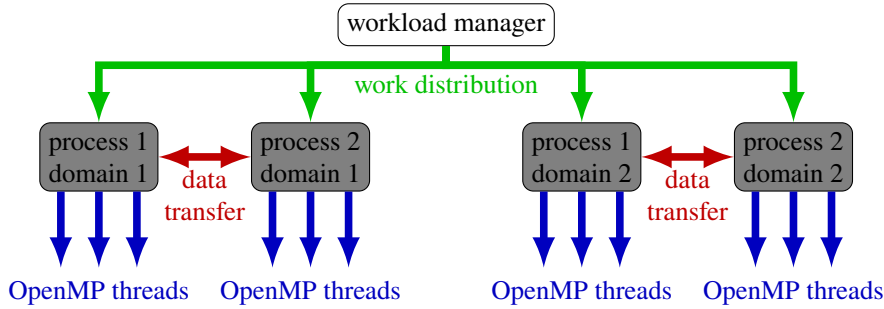 workload manager
work distribution
process 1
domain 1
data
transfer
process 2
domain 1
process 1
domain 2
data
transfer
process 2
domain 2
OpenMP threads
OpenMP threads
OpenMP threads
OpenMP threads